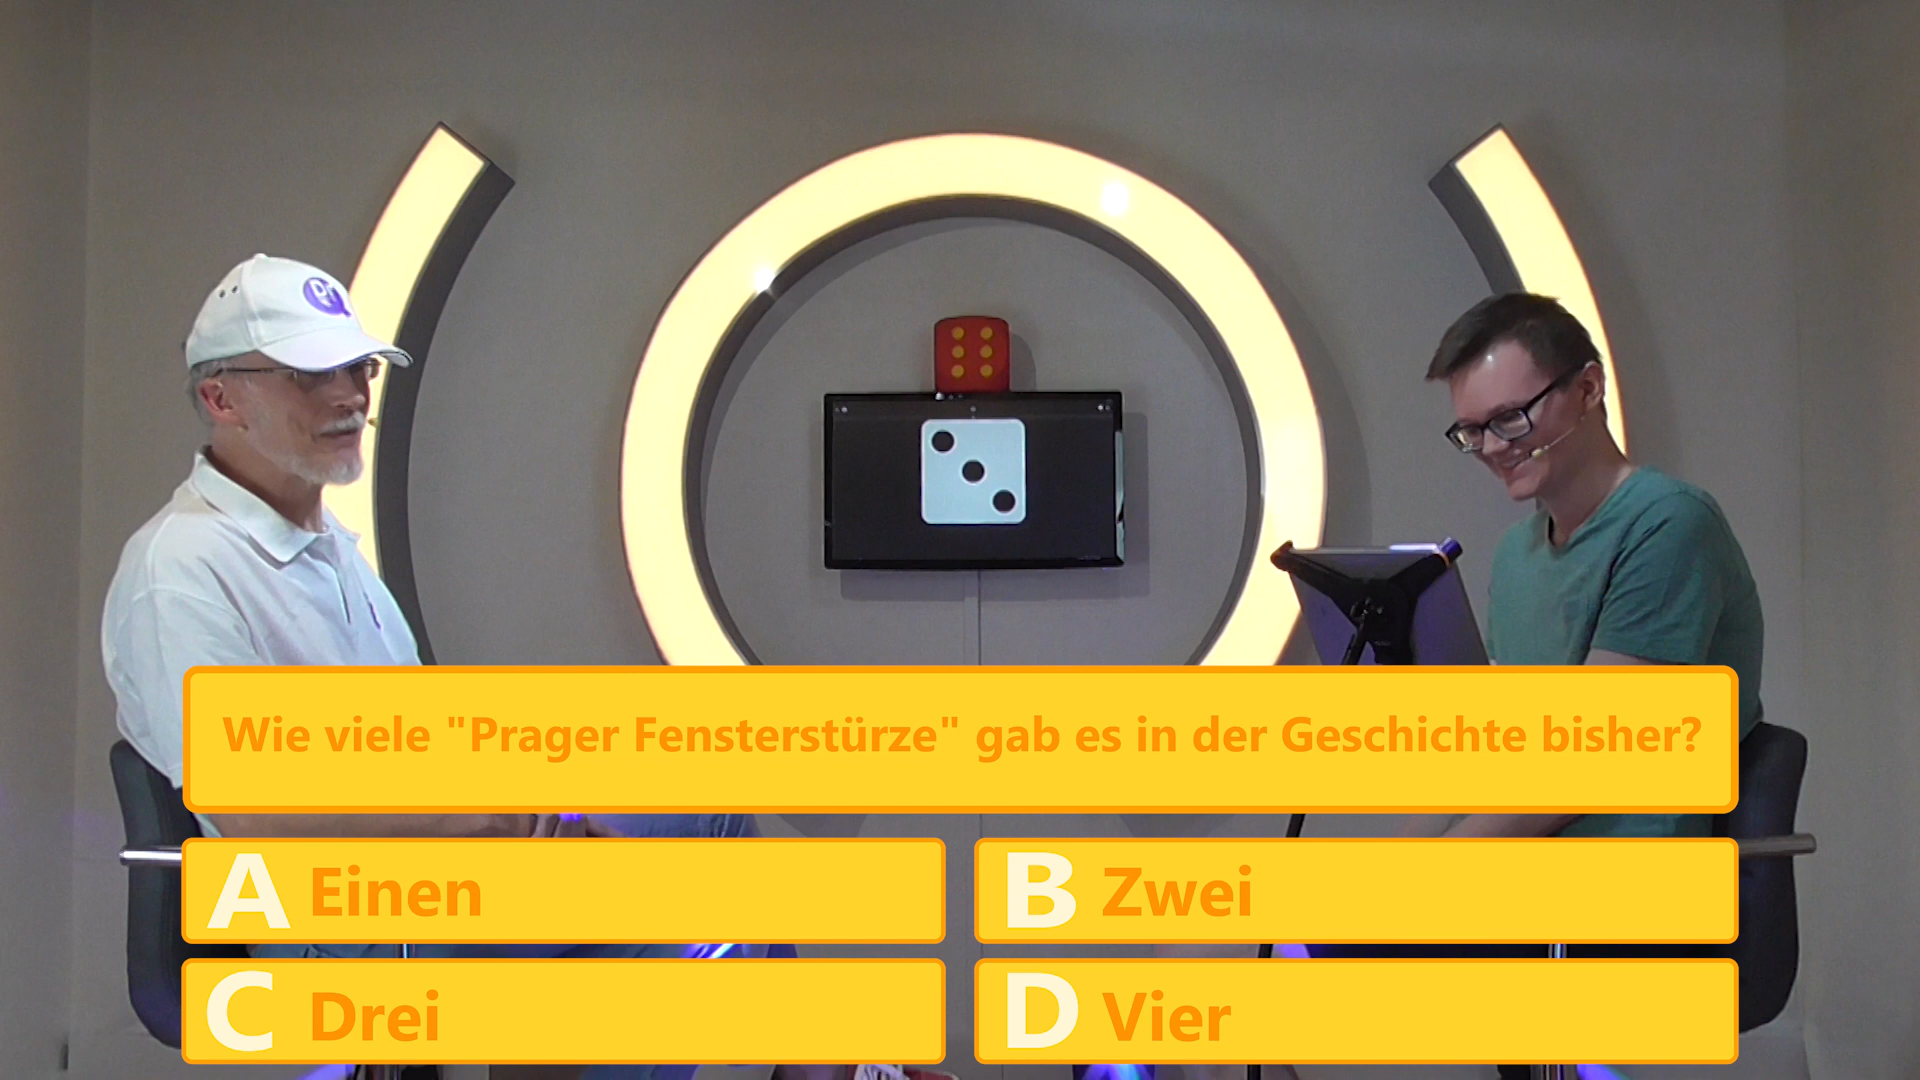 Wie viele "Prager Fensterstürze" gab es in der Geschichte bisher?
A Einen
B Zwei
C Drei
D Vier